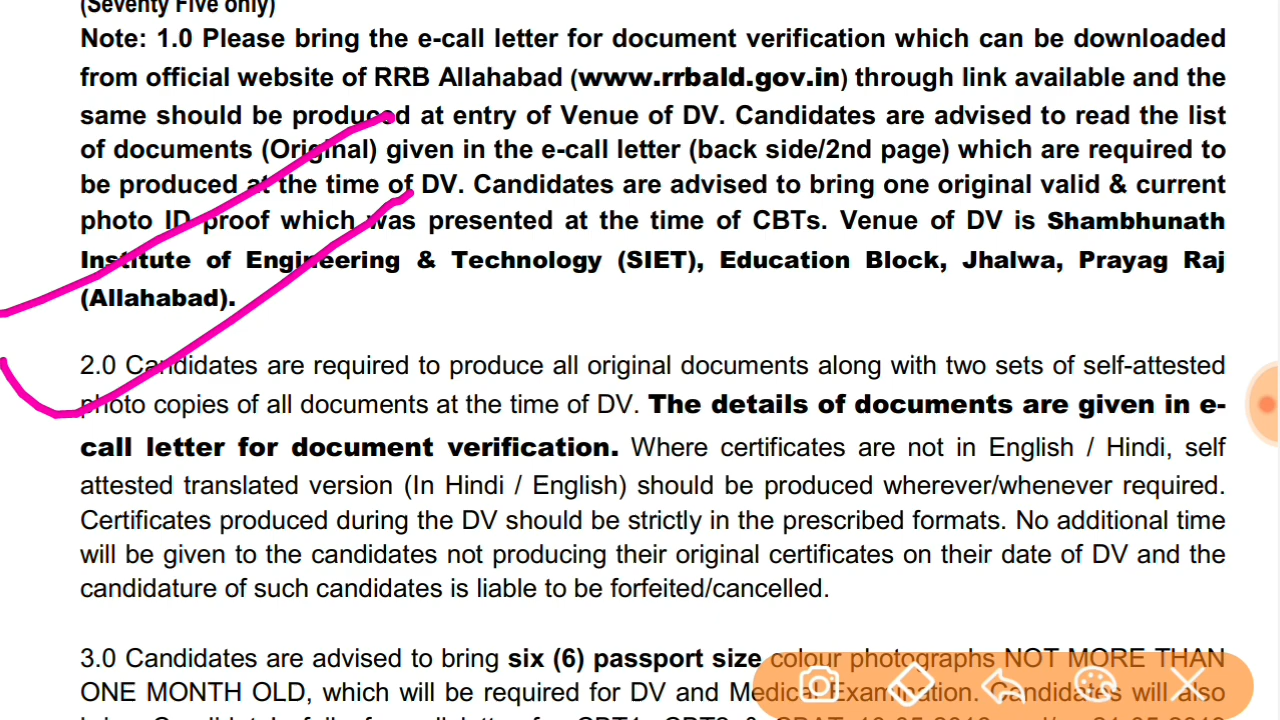 (Seventy Five only)
Note: 1.0 Please bring the e-call letter for document verification which can be downloaded
from official website of RRB Allahabad (www.rrbald.gov.in) through link available and the
same should be produced at entry of Venue of DV. Candidates are advised to read the list
of documents (Original) given in the e-call letter (back side/2nd page) which are required to
be produced at the time of DV. Candidates are advised to bring one original valid & current
photo ID proof which was presented at the time of CBTs. Venue of DV is Shambhunath
Institute of Engineering & Technology (SIET), Education Block, Jhalwa, Prayag Raj
(Allahabad).
2.0 Candidates are required to produce all original documents along with two sets of self-attested
photo copies of all documents at the time of DV. The details of documents are given in e-
call letter for document verification. Where certificates are not in English / Hindi, self
attested translated version (In Hindi / English) should be produced wherever/whenever required.
Certificates produced during the DV should be strictly in the prescribed formats. No additional time
will be given to the candidates not producing their original certificates on their date of DV and the
candidature of such candidates is liable to be forfeited/cancelled.
3.0 Candidates are advised to bring six (6) passport size colour photographs NOT MORE THAN
ONE MONTH OLD, which will be required for DV and Medical Examination. Candidates will also